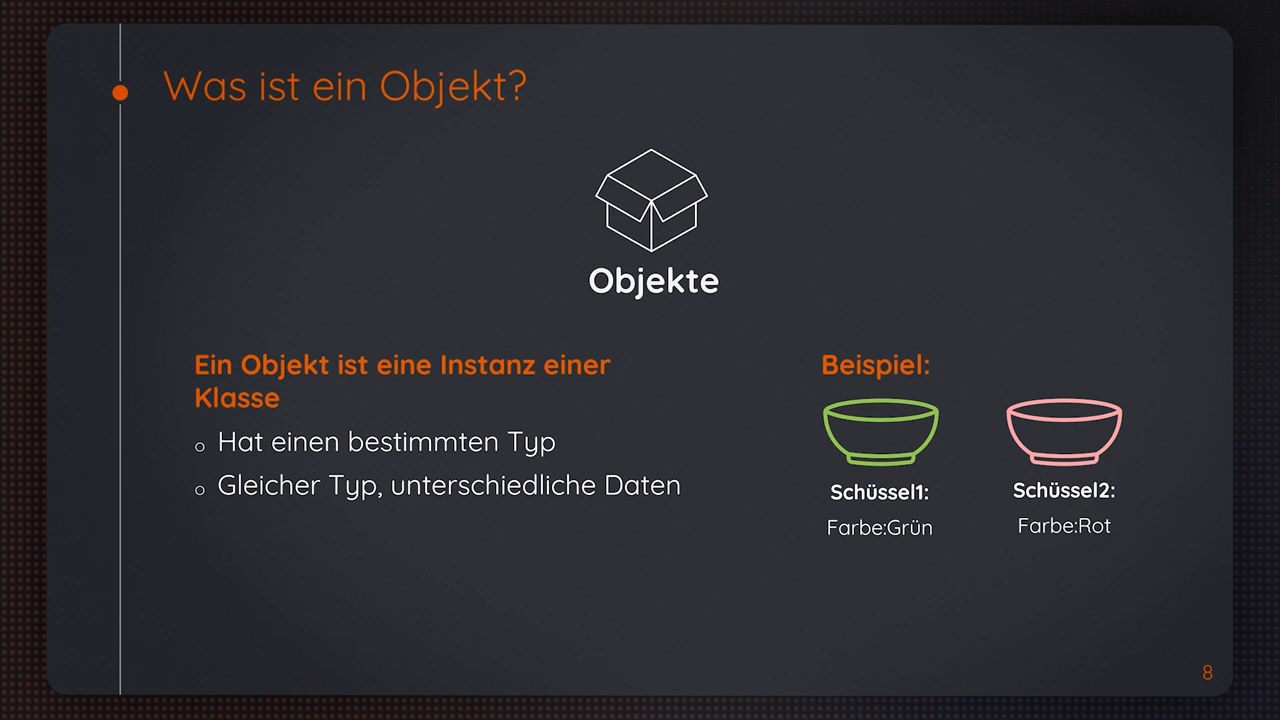 Was ist ein Objekt?
Objekte
Ein Objekt ist eine Instanz einer
Klasse
o Hat einen bestimmten Typ
o Gleicher Typ, unterschiedliche Daten
Beispiel:
Schüssel1:
Farbe:Grün
Schüssel2:
Farbe:Rot
8